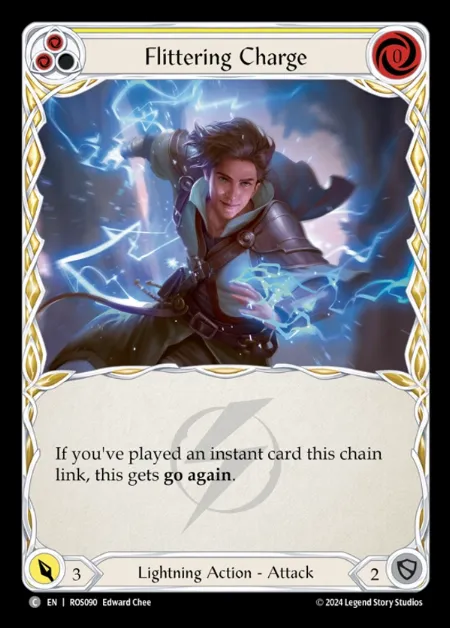 Flittering Charge
0
If you've played an instant card this chain
link, this gets go again.
3
Lightning Action - Attack
2
C EN | ROS090 Edward Chee
© 2024 Legend Story Studios